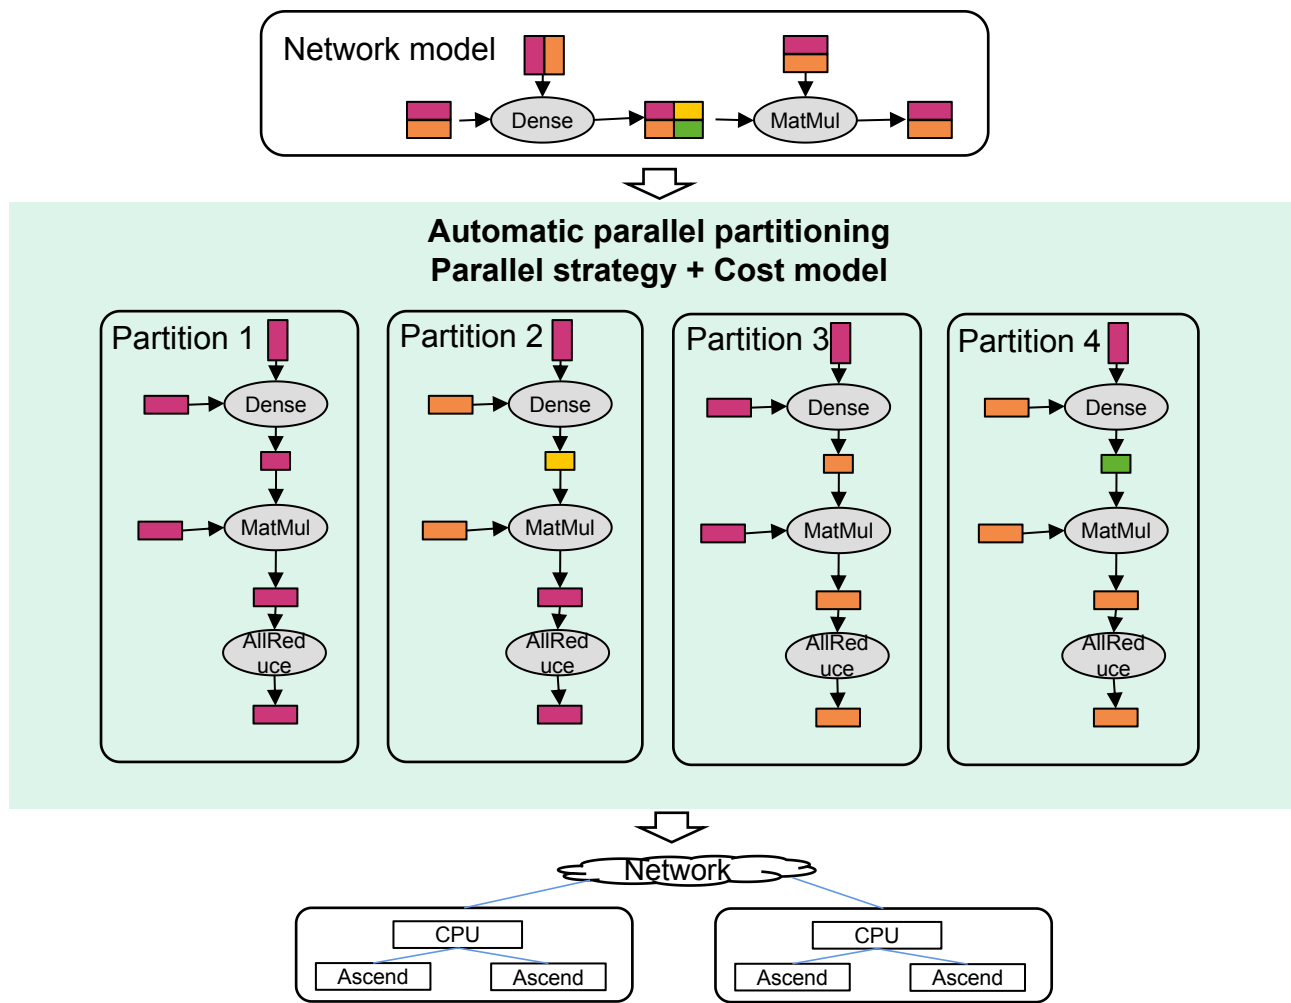 Network model
Dense
MatMul
Automatic parallel partitioning
Parallel strategy + Cost model
Partition 1
Dense
MatMul
AllRed
uce
Partition 2
Dense
MatMul
AllRed
uce
Partition 3
Dense
MatMul
AllRed
uce
Partition 4
Dense
MatMul
AllRed
uce
Network
CPU
Ascend
Ascend
CPU
Ascend
Ascend